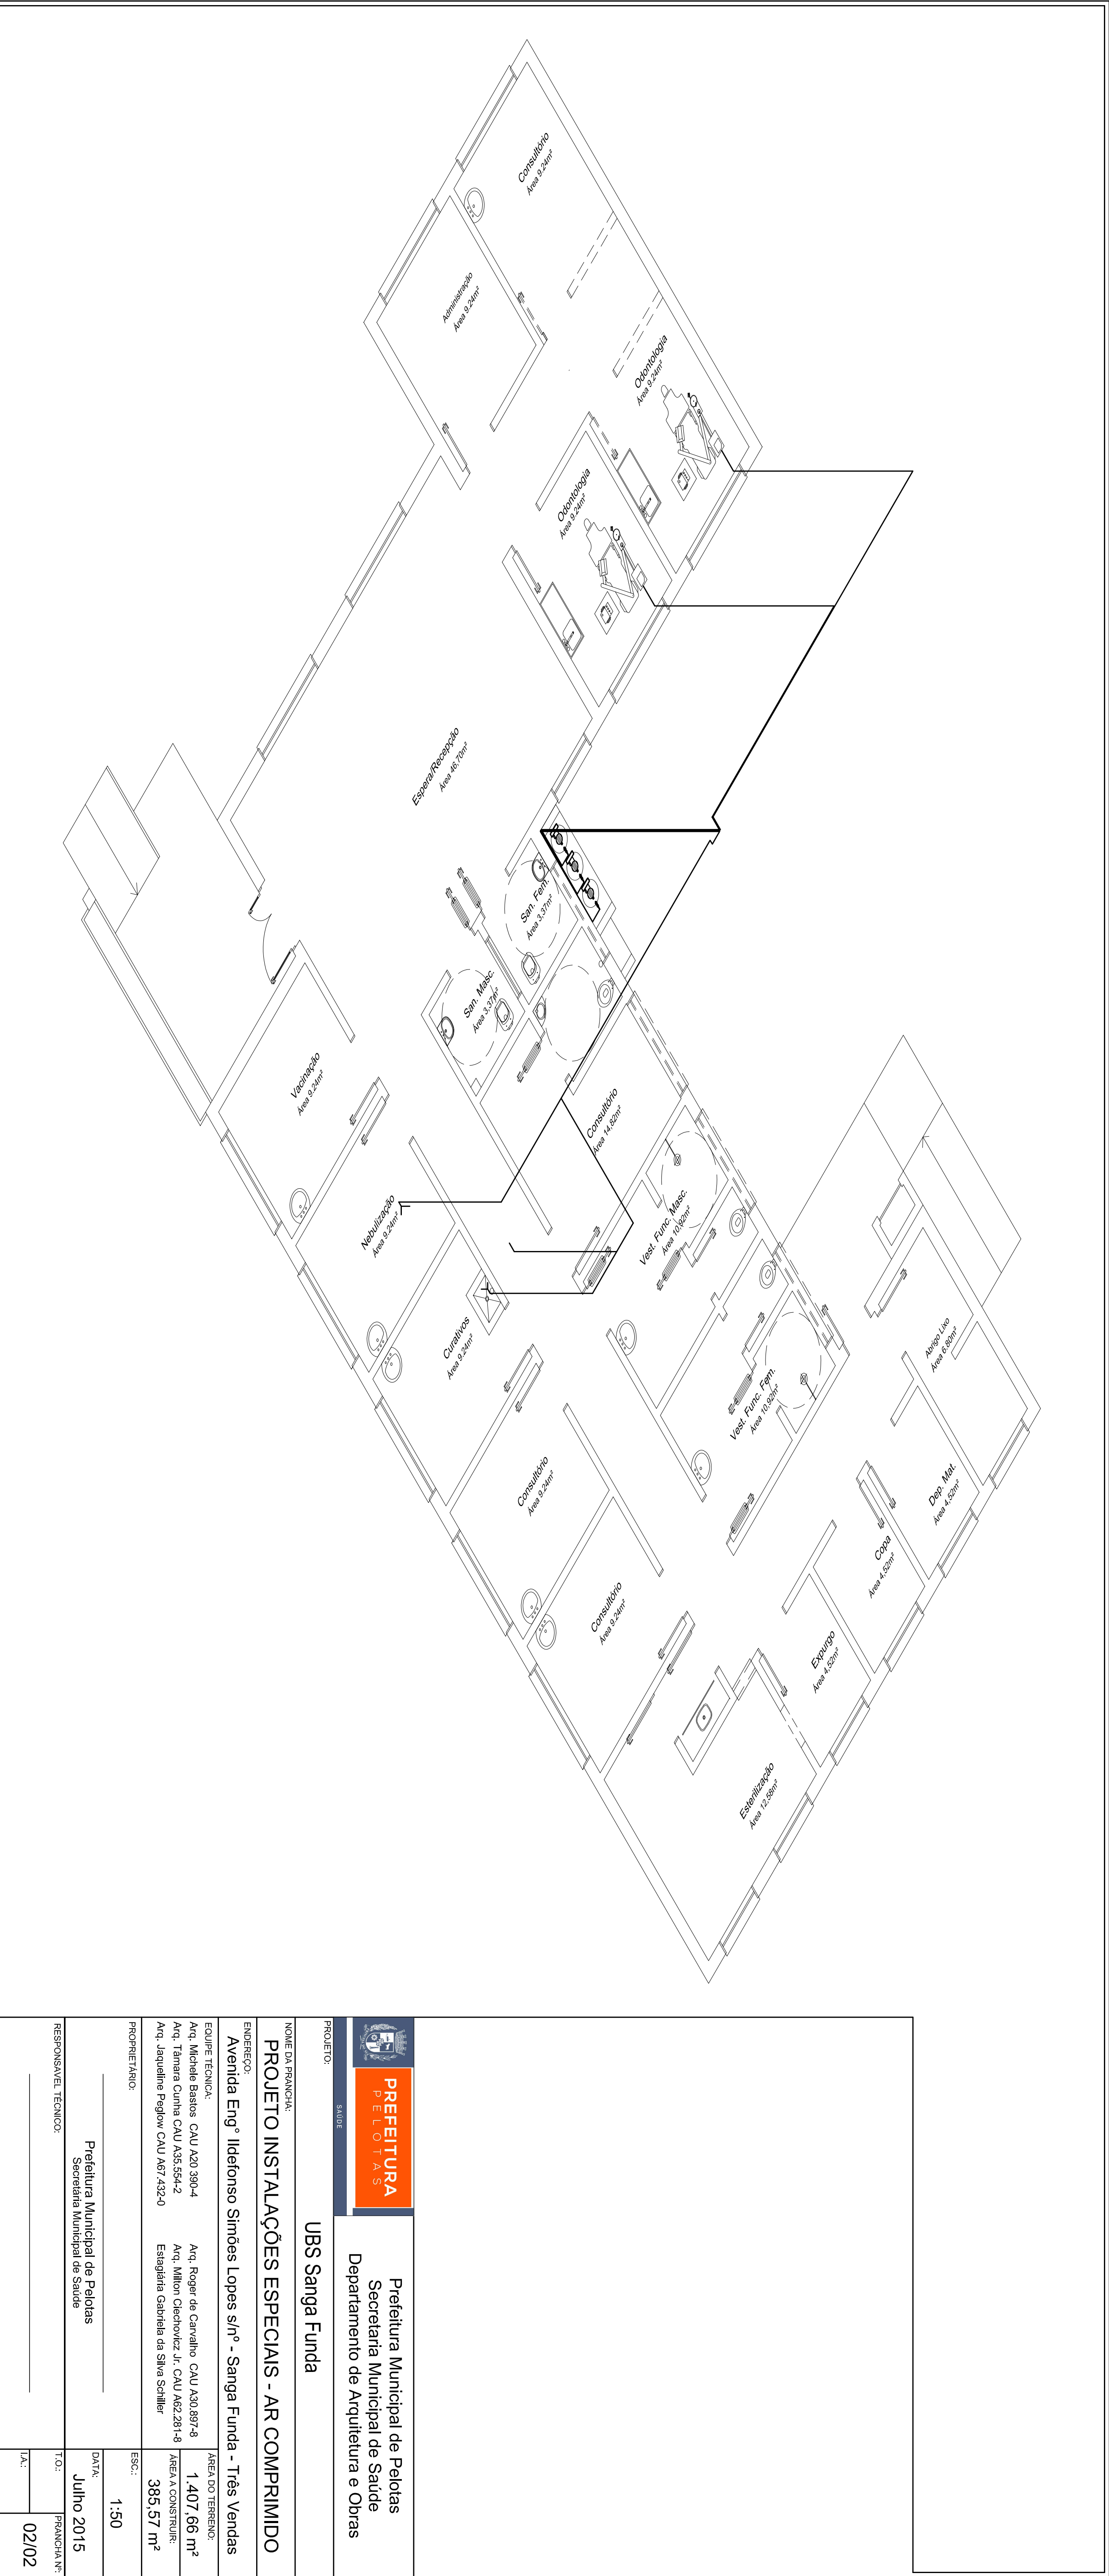 Consultório
Área 9.24m²
Administração
Área 9.24m²
Odontologia
Área 9.24m²
Odontologia
Área 9.24m²
Espera/Recepção
Área 46,70m²
San. Fem.
Área 3,37m²
San. Masc.
Área 3,37m²
Vacinação
Área 9.24m²
Nebulização
Área 9.24m²
Consultório
Área 14,82m²
Vest. Func. Masc.
Área 10,92m²
Curativos
Área 9.24m²
Vest. Func. Fem.
Área 10,92m²
Abrigo Lixo
Área 6.80m²
Dep. Mat.
Área 4,52m²
Copa
Área 4,52m²
Consultório
Área 9.24m²
Consultório
Área 9.24m²
Expurgo
Área 4,52m²
Esterilização
Área 12,58m²
PREFEITURA
PELOTAS
SAÚDE
Prefeitura Municipal de Pelotas
Secretaria Municipal de Saúde
Departamento de Arquitetura e Obras
PROJETO:
UBS Sanga Funda
NOME DA PRANCHA:
PROJETO INSTALAÇÕES ESPECIAIS - AR COMPRIMIDO
ENDEREÇO:
Avenida Eng° Ildefonso Simões Lopes s/nº - Sanga Funda - Três Vendas
EQUIPE TÉCNICA:
Arq. Michele Bastos CAU A20 390-4
Arq. Tâmara Cunha CAU A35.554-2
Arq. Jaqueline Peglow CAU A67.432-0
Arq. Roger de Carvalho CAU A30.897-8
Arq. Milton Ciechovicz Jr. CAU A62.281-8
Estagiária Gabriela da Silva Schiller
ÁREA DO TERRENO:
1.407,66 m²
ÁREA A CONSTRUIR:
385,57 m²
PROPRIETÁRIO:
Prefeitura Municipal de Pelotas
Secretária Municipal de Saúde
ESC.:
1:50
DATA:
Julho 2015
RESPONSAVEL TÉCNICO:
T.O.:
I.A.:
PRANCHA Nº:
02/02